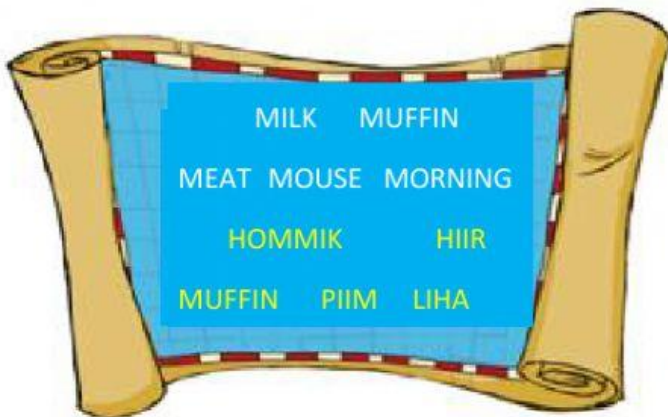 MILK MUFFIN
MEAT MOUSE MORNING
HOMMIK HIIR
MUFFIN PIIM LIHA